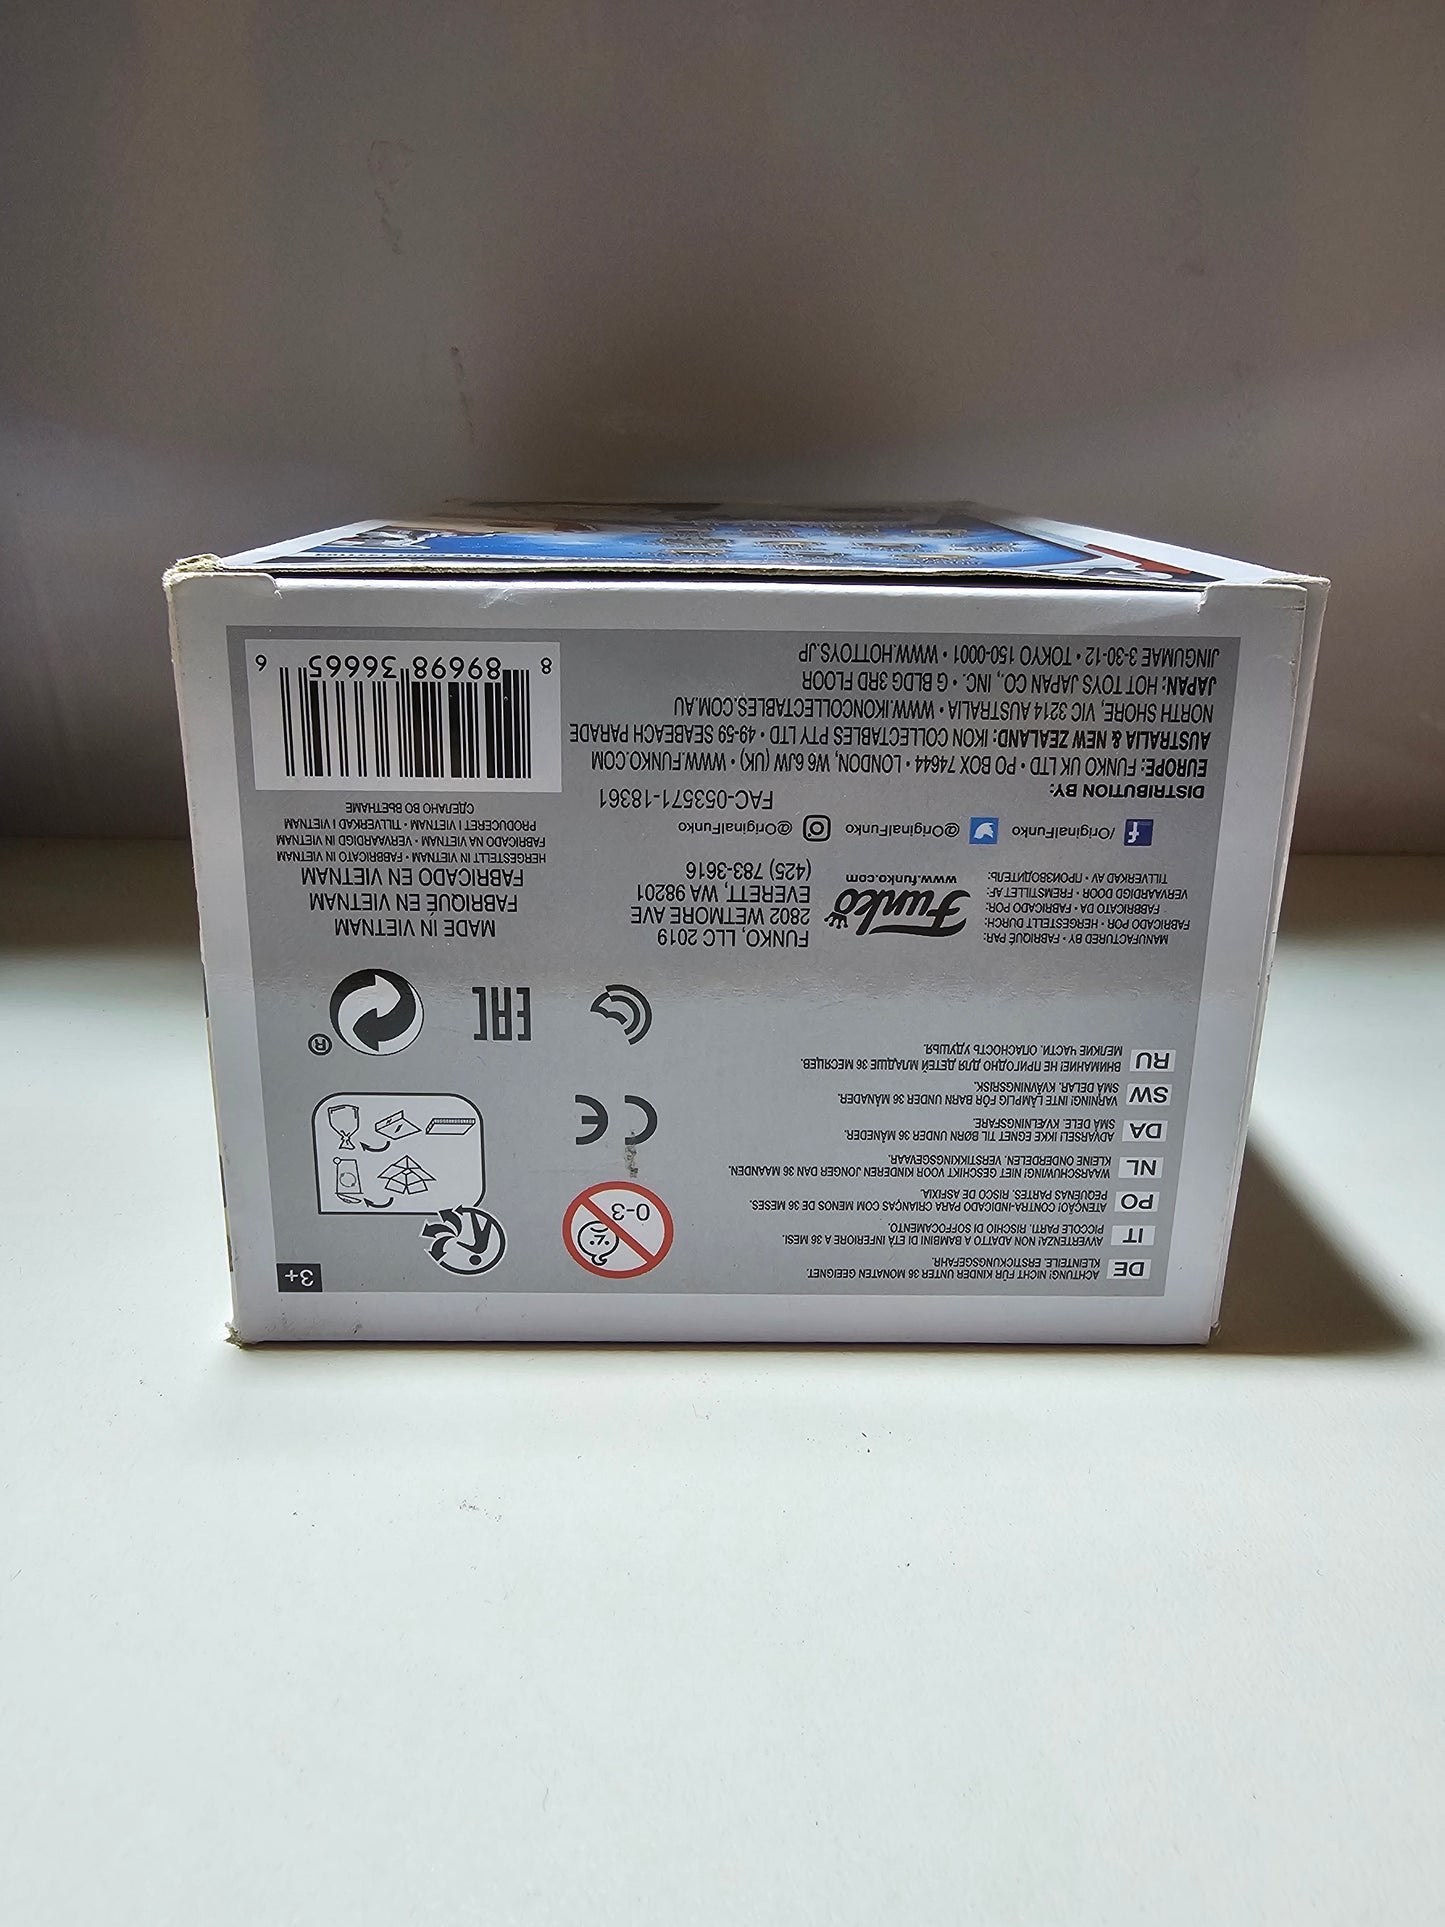 DE
ACHTUNG! NICHT FÜR KINDER UNTER 36 MONATEN GEEIGNET.
KLEINTEILE. ERSTICKUNGSGEFAHR.
IT
AVVERTENZA! NON ADATTO A BAMBINI DI ETÀ INFERIORE A 36 MESI.
PICCOLE PARTI. RISCHIO DI SOFFOCAMENTO.
PO
ATENÇÃO! CONTRA-INDICADO PARA CRIANÇAS COM MENOS DE 36 MESES.
PEQUENAS PARTES. RISCO DE ASFIXIA.
NL
WAARSCHUWING! NIET GESCHIKT VOOR KINDEREN JONGER DAN 36 MAANDEN.
KLEINE ONDERDELEN. VERSTIKKINGSGEVAAR.
DA
ADVARSEL! IKKE EGNET TIL BØRN UNDER 36 MÅNEDER.
SMÅ DELE. KVÆLNINGSFARE.
SW
VARNING! INTE LÄMPLIG FÖR BARN UNDER 36 MÅNADER.
SMÅ DELAR. KVÄVNINGSRISK.
RU
ВНИМАНИЕ! НЕ ПРИГОДНО ДЛЯ ДЕТЕЙ МЛАДШЕ 36 МЕСЯЦЕВ.
МЕЛКИЕ ЧАСТИ. ОПАСНОСТЬ УДУШЬЯ.
0-3
3+
CE
EAC
®
MANUFACTURED BY • FABRIQUÉ PAR:
FABRICADO POR • HERGESTELLT DURCH:
FABBRICATO DA • FABRICADO POR:
VERVAARDIGD DOOR • FREMSTILLET AF:
TILLVERKAD AV • ПРОИЗВОДИТЕЛЬ:
Funko
www.funko.com
FUNKO, LLC 2019
2802 WETMORE AVE
EVERETT, WA 98201
(425) 783-3616
MADE IN VIETNAM
FABRIQUÉ EN VIETNAM
FABRICADO EN VIETNAM
HERGESTELLT IN VIETNAM • FABBRICATO IN VIETNAM
FABRICADO NA VIETNAM • VERVAARDIGD IN VIETNAM
PRODUCERET I VIETNAM • TILLVERKAD I VIETNAM
СДЕЛАНО ВО ВЬЕТНАМЕ
f /OriginalFunko @OriginalFunko @OriginalFunko
FAC-053571-18361
DISTRIBUTION BY:
EUROPE: FUNKO UK LTD • PO BOX 74644 • LONDON, W6 6JW (UK) • WWW.FUNKO.COM
AUSTRALIA & NEW ZEALAND: IKON COLLECTABLES PTY LTD • 49-59 SEABEACH PARADE
NORTH SHORE, VIC 3214 AUSTRALIA • WWW.IKONCOLLECTABLES.COM.AU
JAPAN: HOT TOYS JAPAN CO., INC. • G BLDG 3RD FLOOR
JINGUMAE 3-30-12 • TOKYO 150-0001 • WWW.HOTTOYS.JP
8 89698 36665 6